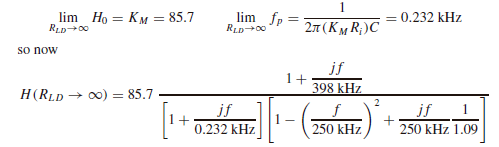 lim R_{LD}→∞ H_0 = K_M = 85.7 lim R_{LD}→∞ f_p = 1 / 2π(K_M R_i)C = 0.232 kHz
so now
H(R_{LD} → ∞) = 85.7 (1 + jf / 398 kHz) / ([1 + jf / 0.232 kHz] [1 − (f / 250 kHz)^2 + jf / 250 kHz 1 / 1.09])